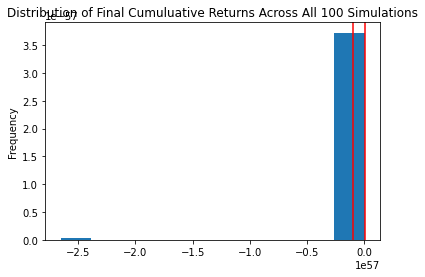 Distribution of Final Cumuluative Returns Across All 100 Simulations
1e−57
3.5
3.0
2.5
2.0
1.5
1.0
0.5
0.0
Frequency
−2.5 −2.0 −1.5 −1.0 −0.5 0.0
1e57